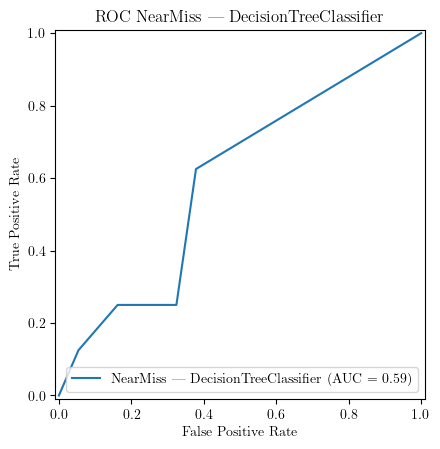 ROC NearMiss — DecisionTreeClassifier
1.0
0.8
0.6
0.4
0.2
0.0
True Positive Rate
NearMiss — DecisionTreeClassifier (AUC = 0.59)
0.0 0.2 0.4 0.6 0.8 1.0
False Positive Rate